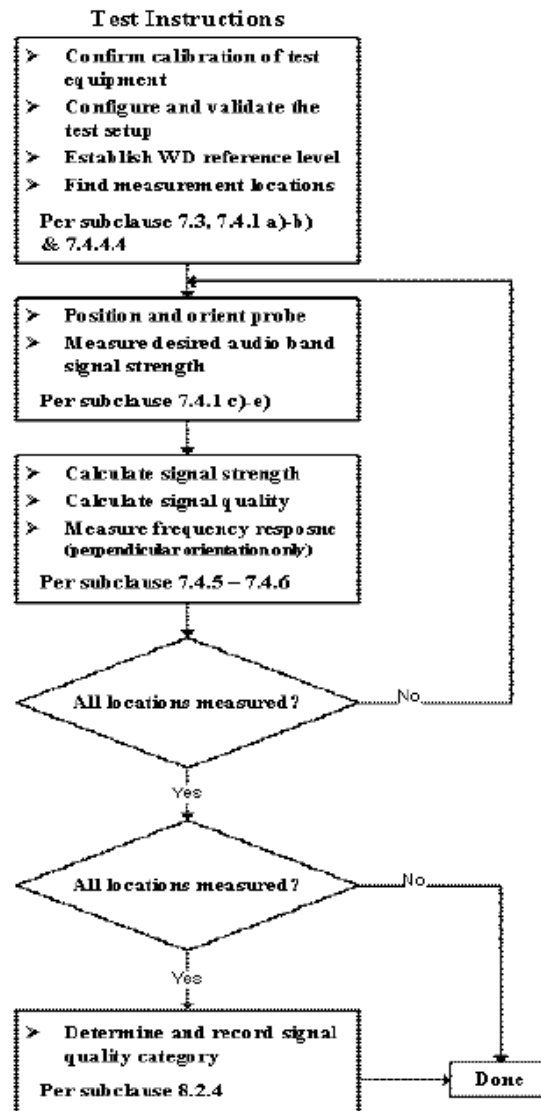 Test Instructions
➤ Confirm calibration of test
equipment
➤ Configure and validate the
test setup
➤ Establish WD reference level
➤ Find measurement locations
Per subclause 7.3, 7.4.1 a)-b)
& 7.4.4.4
➤ Position and orient probe
➤ Measure desired audio band
signal strength
Per subclause 7.4.1 c)-e)
➤ Calculate signal strength
➤ Calculate signal quality
➤ Measure frequency resposne
(perpendicular orientation only)
Per subclause 7.4.5 – 7.4.6
All locations measured?
No
Yes
All locations measured?
No
Yes
➤ Determine and record signal
quality category
Per subclause 8.2.4
Done